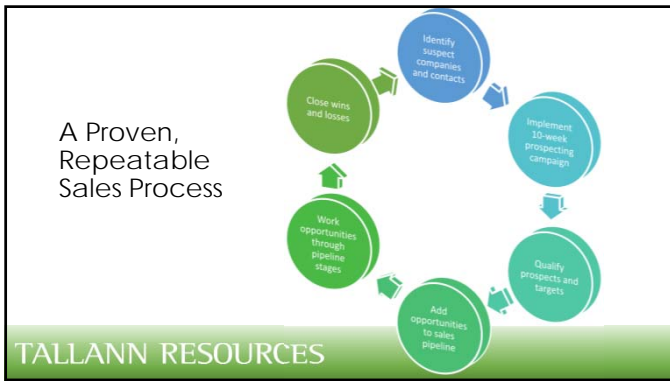 A Proven,
Repeatable
Sales Process
Identify
suspect
companies
and contacts
Implement
10-week
prospecting
campaign
Qualify
prospects and
targets
Add
opportunities
to sales
pipeline
Work
opportunities
through
pipeline
stages
Close wins
and losses
TALLANN RESOURCES